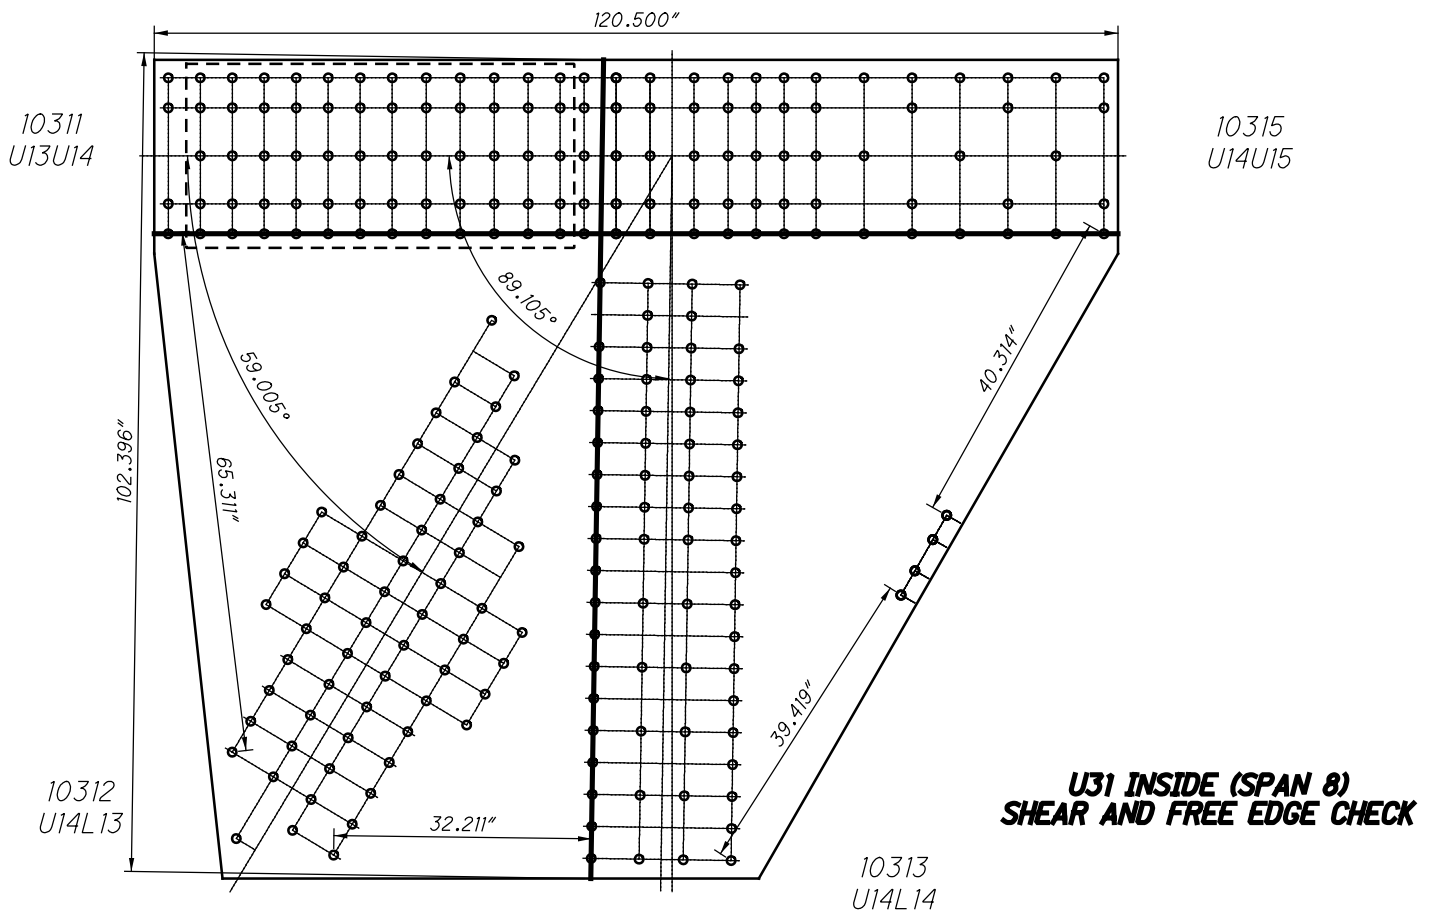 120.500"
10311
U13U14
10315
U14U15
89.105°
59.005°
40.314"
102.396"
65.311"
39.419"
10312
U14L13
32.211"
U31 INSIDE (SPAN 8)
SHEAR AND FREE EDGE CHECK
10313
U14L14